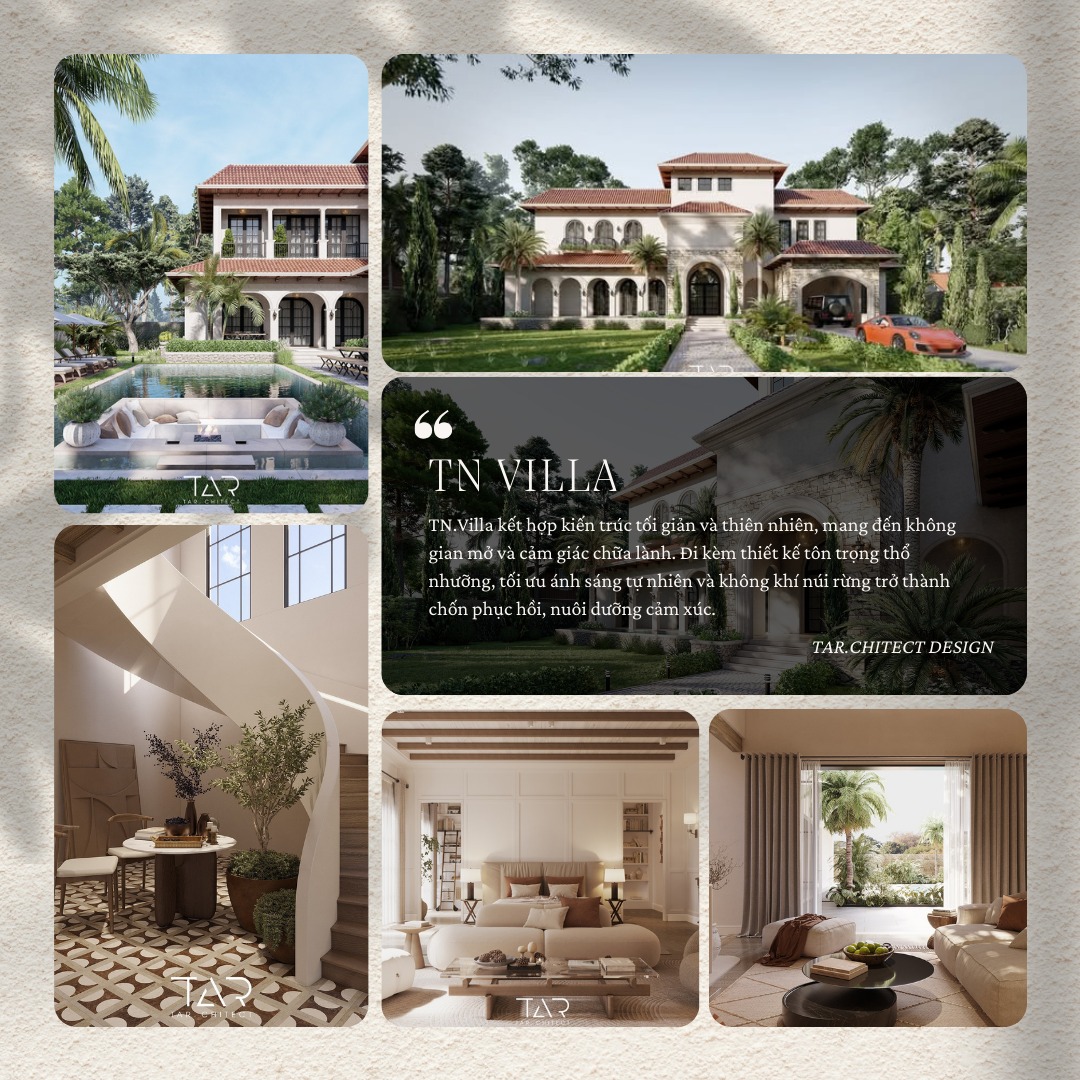 TAR
TAR.CHITECT
“
TN VILLA
TN.Villa kết hợp kiến trúc tối giản và thiên nhiên, mang đến không
gian mở và cảm giác chữa lành. Đi kèm thiết kế tôn trọng thổ
nhưỡng, tối ưu ánh sáng tự nhiên và không khí núi rừng trở thành
chốn phục hồi, nuôi dưỡng cảm xúc.
TAR.CHITECT DESIGN
TAR
TAR.CHITECT
TAR
TAR.CHITECT